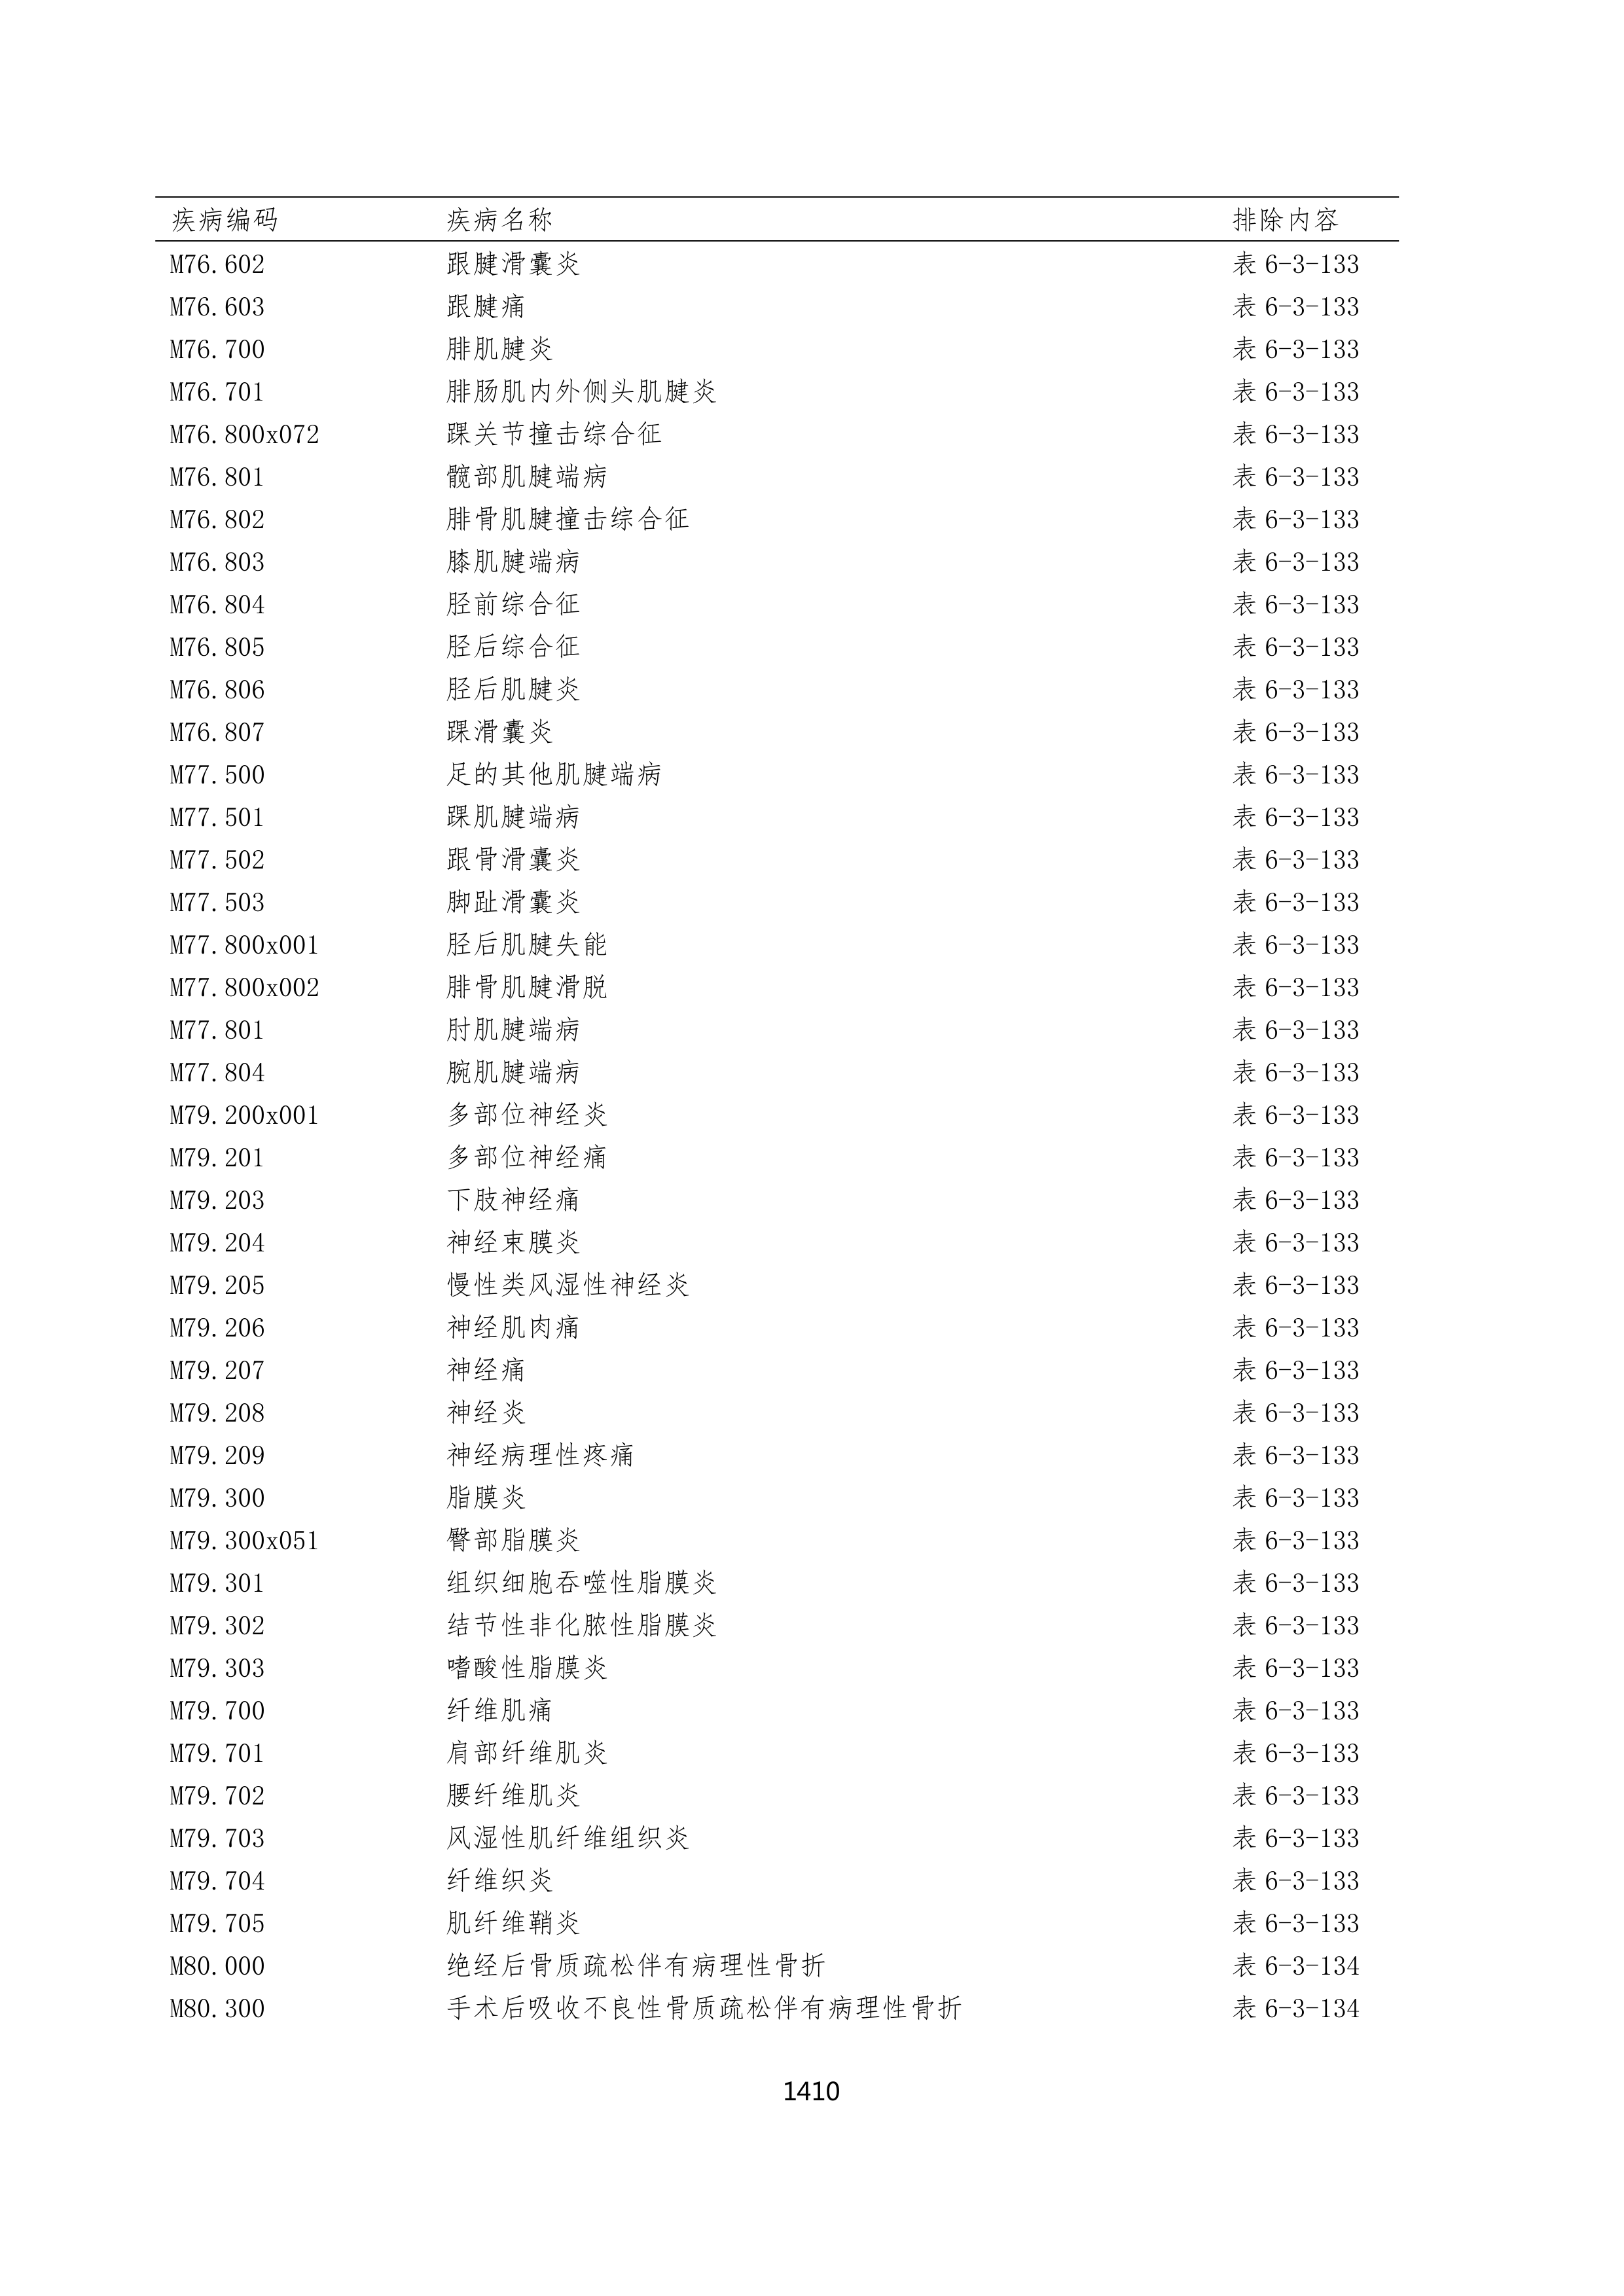 疾病编码 疾病名称 排除内容
M76.602 跟腱滑囊炎 表 6-3-133
M76.603 跟腱痛 表 6-3-133
M76.700 腓肌腱炎 表 6-3-133
M76.701 腓肠肌内外侧头肌腱炎 表 6-3-133
M76.800x072 踝关节撞击综合征 表 6-3-133
M76.801 髋部肌腱端病 表 6-3-133
M76.802 腓骨肌腱撞击综合征 表 6-3-133
M76.803 膝肌腱端病 表 6-3-133
M76.804 胫前综合征 表 6-3-133
M76.805 胫后综合征 表 6-3-133
M76.806 胫后肌腱炎 表 6-3-133
M76.807 踝滑囊炎 表 6-3-133
M77.500 足的其他肌腱端病 表 6-3-133
M77.501 踝肌腱端病 表 6-3-133
M77.502 跟骨滑囊炎 表 6-3-133
M77.503 脚趾滑囊炎 表 6-3-133
M77.800x001 胫后肌腱失能 表 6-3-133
M77.800x002 腓骨肌腱滑脱 表 6-3-133
M77.801 肘肌腱端病 表 6-3-133
M77.804 腕肌腱端病 表 6-3-133
M79.200x001 多部位神经炎 表 6-3-133
M79.201 多部位神经痛 表 6-3-133
M79.203 下肢神经痛 表 6-3-133
M79.204 神经束膜炎 表 6-3-133
M79.205 慢性类风湿性神经炎 表 6-3-133
M79.206 神经肌肉痛 表 6-3-133
M79.207 神经痛 表 6-3-133
M79.208 神经炎 表 6-3-133
M79.209 神经病理性疼痛 表 6-3-133
M79.300 脂膜炎 表 6-3-133
M79.300x051 臀部脂膜炎 表 6-3-133
M79.301 组织细胞吞噬性脂膜炎 表 6-3-133
M79.302 结节性非化脓性脂膜炎 表 6-3-133
M79.303 嗜酸性脂膜炎 表 6-3-133
M79.700 纤维肌痛 表 6-3-133
M79.701 肩部纤维肌炎 表 6-3-133
M79.702 腰纤维肌炎 表 6-3-133
M79.703 风湿性肌纤维组织炎 表 6-3-133
M79.704 纤维织炎 表 6-3-133
M79.705 肌纤维鞘炎 表 6-3-133
M80.000 绝经后骨质疏松伴有病理性骨折 表 6-3-134
M80.300 手术后吸收不良性骨质疏松伴有病理性骨折 表 6-3-134
1410